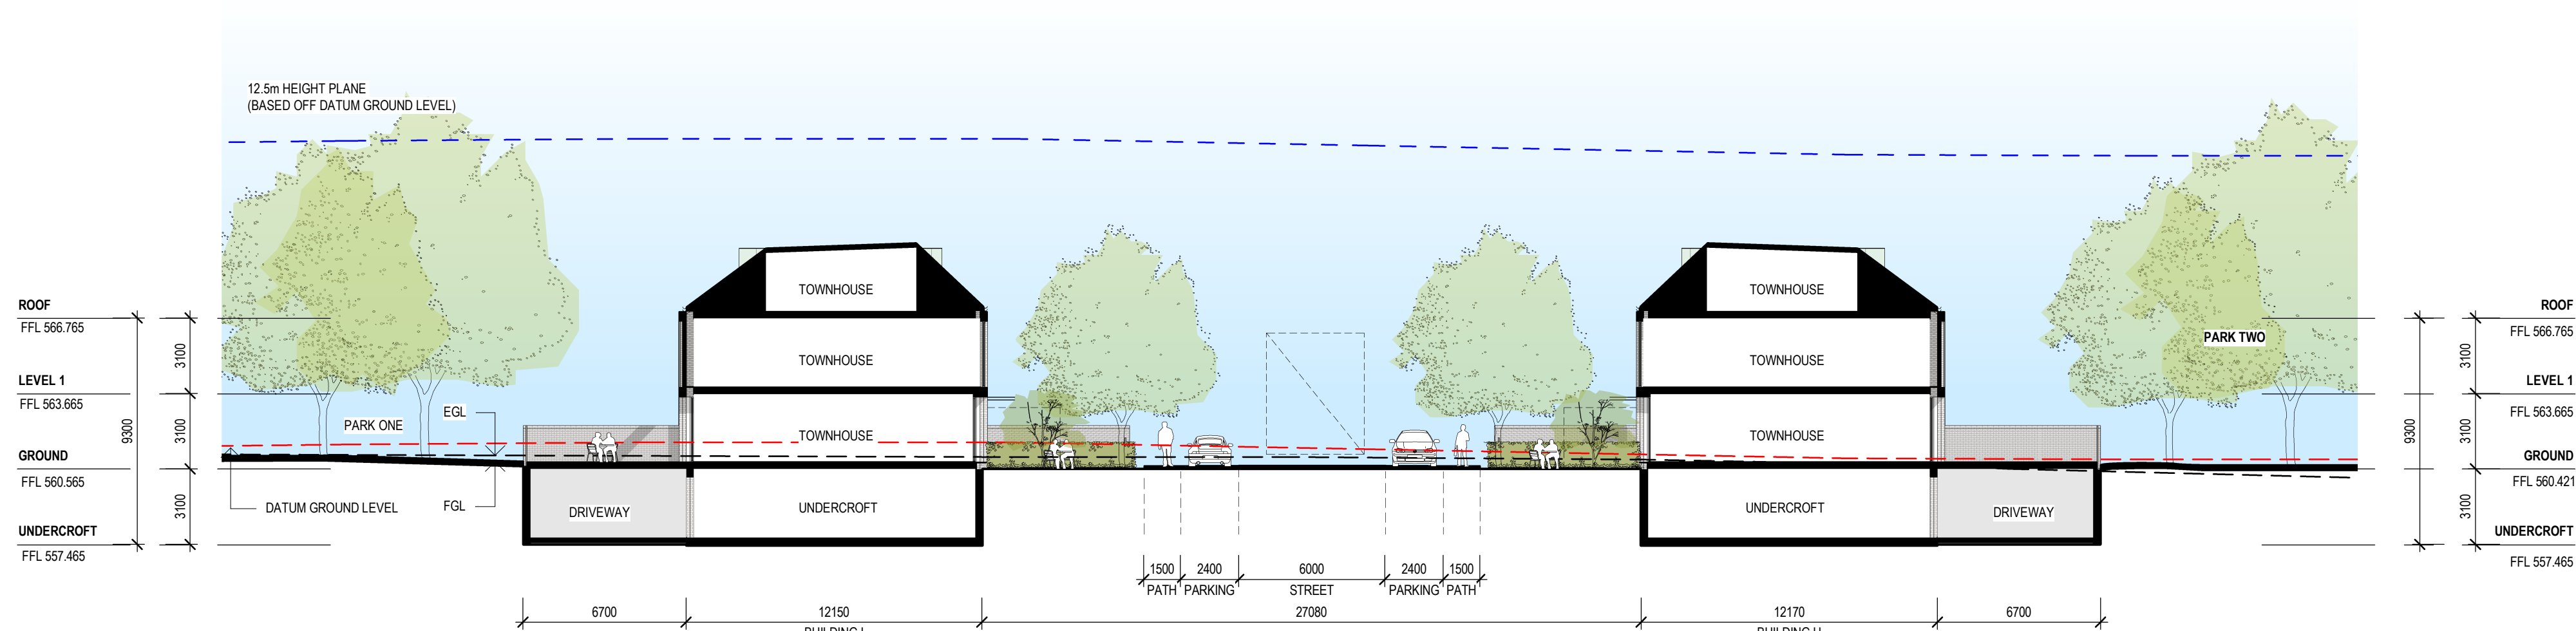 12.5m HEIGHT PLANE
(BASED OFF DATUM GROUND LEVEL)
ROOF
FFL 566.765
LEVEL 1
FFL 563.665
GROUND
FFL 560.565
UNDERCROFT
FFL 557.465
9300
3100
3100
3100
PARK ONE
EGL
FGL
DATUM GROUND LEVEL
TOWNHOUSE
TOWNHOUSE
TOWNHOUSE
DRIVEWAY
UNDERCROFT
TOWNHOUSE
TOWNHOUSE
TOWNHOUSE
UNDERCROFT
DRIVEWAY
PARK TWO
1500 2400 6000 2400 1500
PATH PARKING STREET PARKING PATH
6700 12150 27080 12170 6700
9300
3100
3100
3100
ROOF
FFL 566.765
LEVEL 1
FFL 563.665
GROUND
FFL 560.421
UNDERCROFT
FFL 557.465